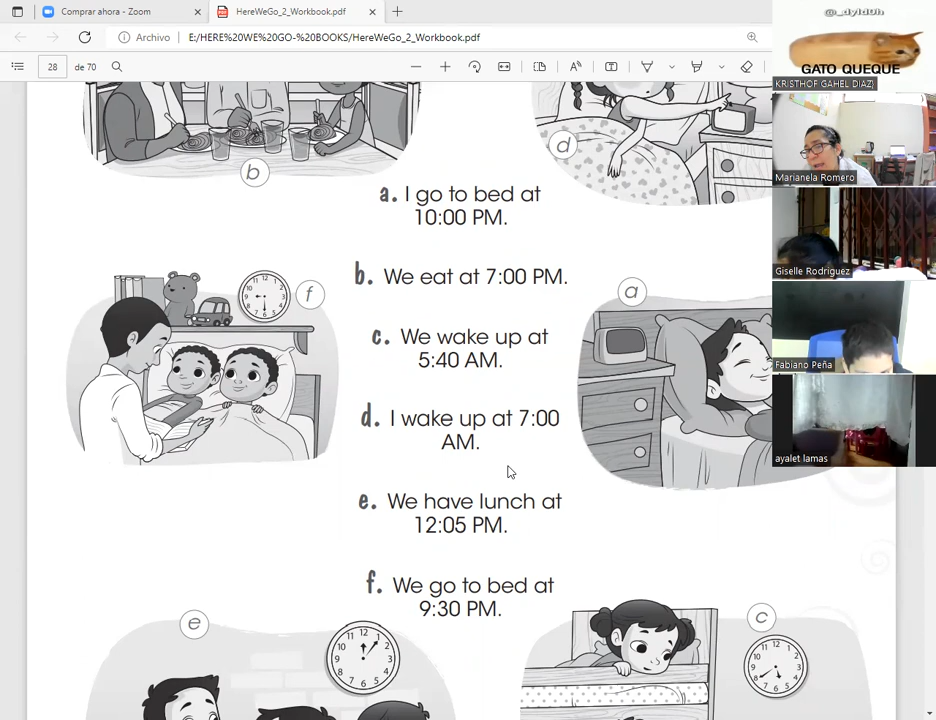 Comprar ahora - Zoom
HereWeGo_2_Workbook.pdf
Archivo
E:/HERE%20WE%20GO-%20BOOKS/HereWeGo_2_Workbook.pdf
28 de 70
@_dyld0h
GATO QUEQUE
KRISTHOF GAHEL DIAZ
Marianela Romero
Giselle Rodríguez
Fabiano Peña
ayalet lamas
b
d
a. I go to bed at
10:00 PM.
b. We eat at 7:00 PM.
f
a
c. We wake up at
5:40 AM.
d. I wake up at 7:00
AM.
e. We have lunch at
12:05 PM.
f. We go to bed at
9:30 PM.
e
c